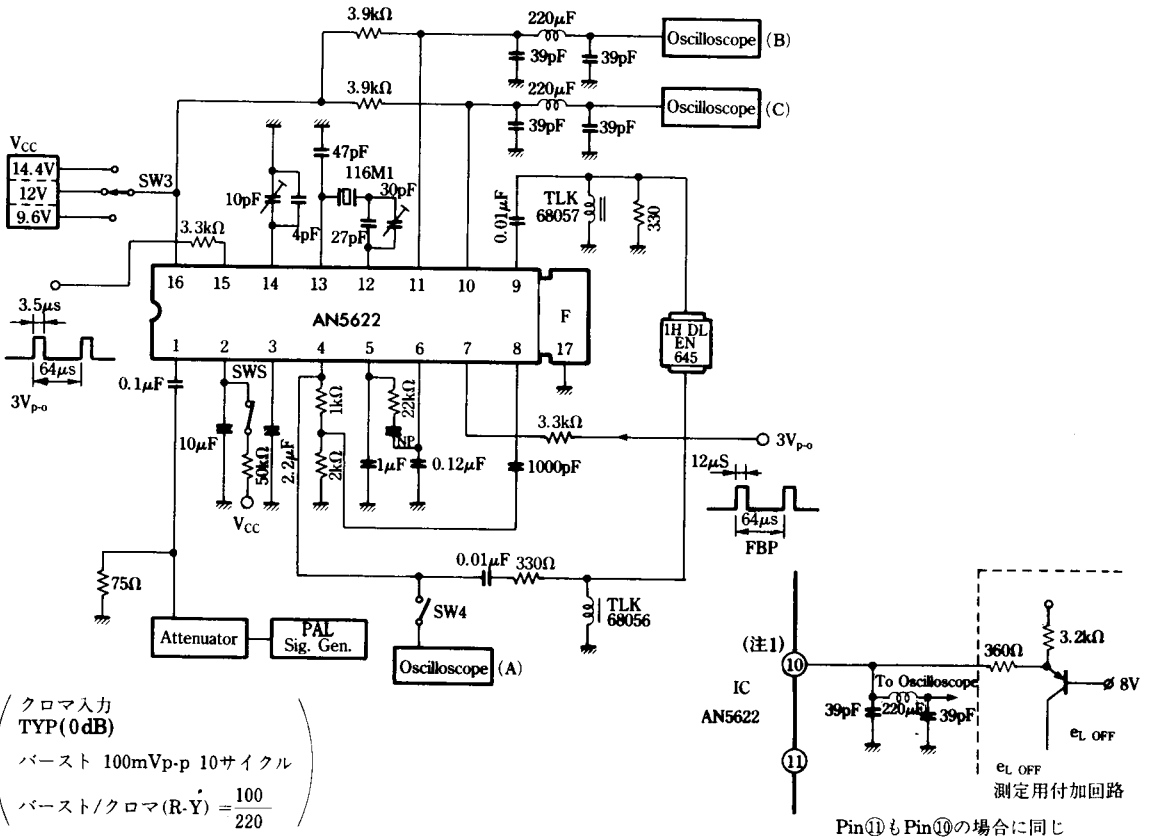 3.9kΩ
220μF
Oscilloscope (B)
39pF
39pF
3.9kΩ
220μF
Oscilloscope (C)
39pF
39pF
VCC
14.4V
12V
9.6V
SW3
47pF
116M1
30pF
10pF
4pF
27pF
3.3kΩ
0.01μF
TLK
68057
330
16 15 14 13 12 11 10 9
AN5622
F
17
1 2 3 4 5 6 7 8
1H DL
EN
645
3.5μs
64μs
3Vp-o
0.1μF
SWS
10μF
50kΩ
VCC
2.2μF
1kΩ
2kΩ
22kΩ
NP
1μF
0.12μF
3.3kΩ
3Vp-o
1000pF
12μS
64μs
FBP
75Ω
0.01μF
330Ω
SW4
TLK
68056
Attenuator
PAL
Sig. Gen.
Oscilloscope (A)
クロマ入力
TYP(0dB)
バースト 100mVp-p 10サイクル
バースト/クロマ(R-Ẏ) = 100
220
(注1)
10
IC
AN5622
11
360Ω
3.2kΩ
To Oscilloscope
39pF
220μF
39pF
8V
eL OFF
eL OFF
測定用付加回路
Pin⑪もPin⑩の場合に同じ